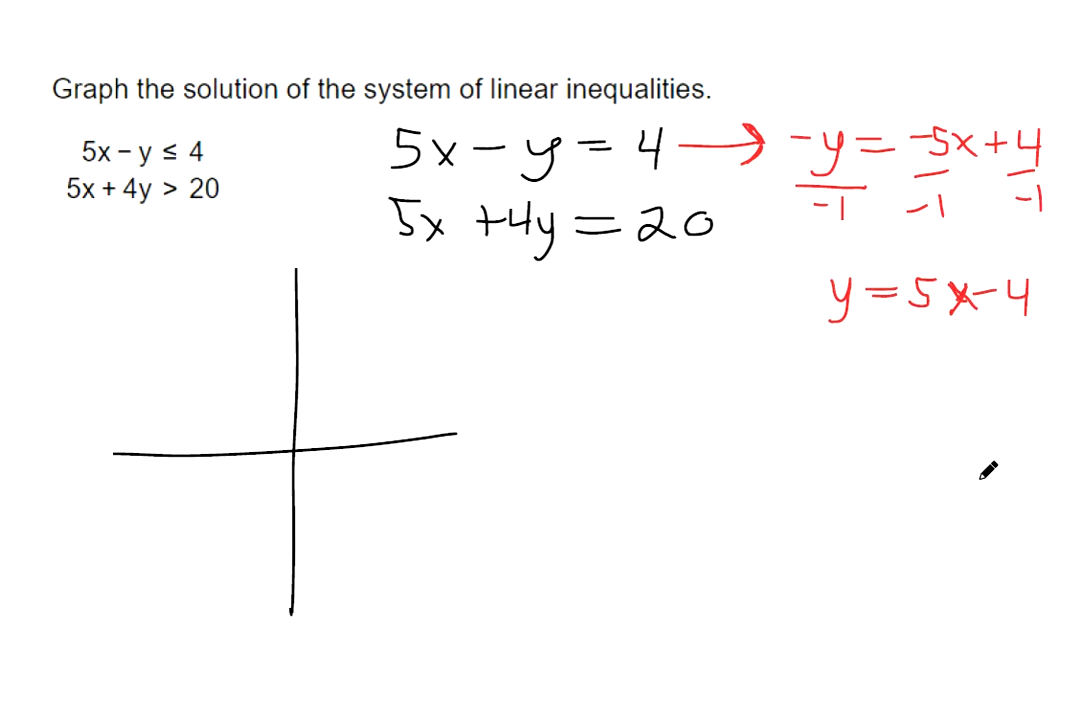 Graph the solution of the system of linear inequalities.
5x - y ≤ 4
5x + 4y > 20
5x - y = 4 → -y = -5x + 4
-1 -1 -1
5x + 4y = 20
y = 5x - 4